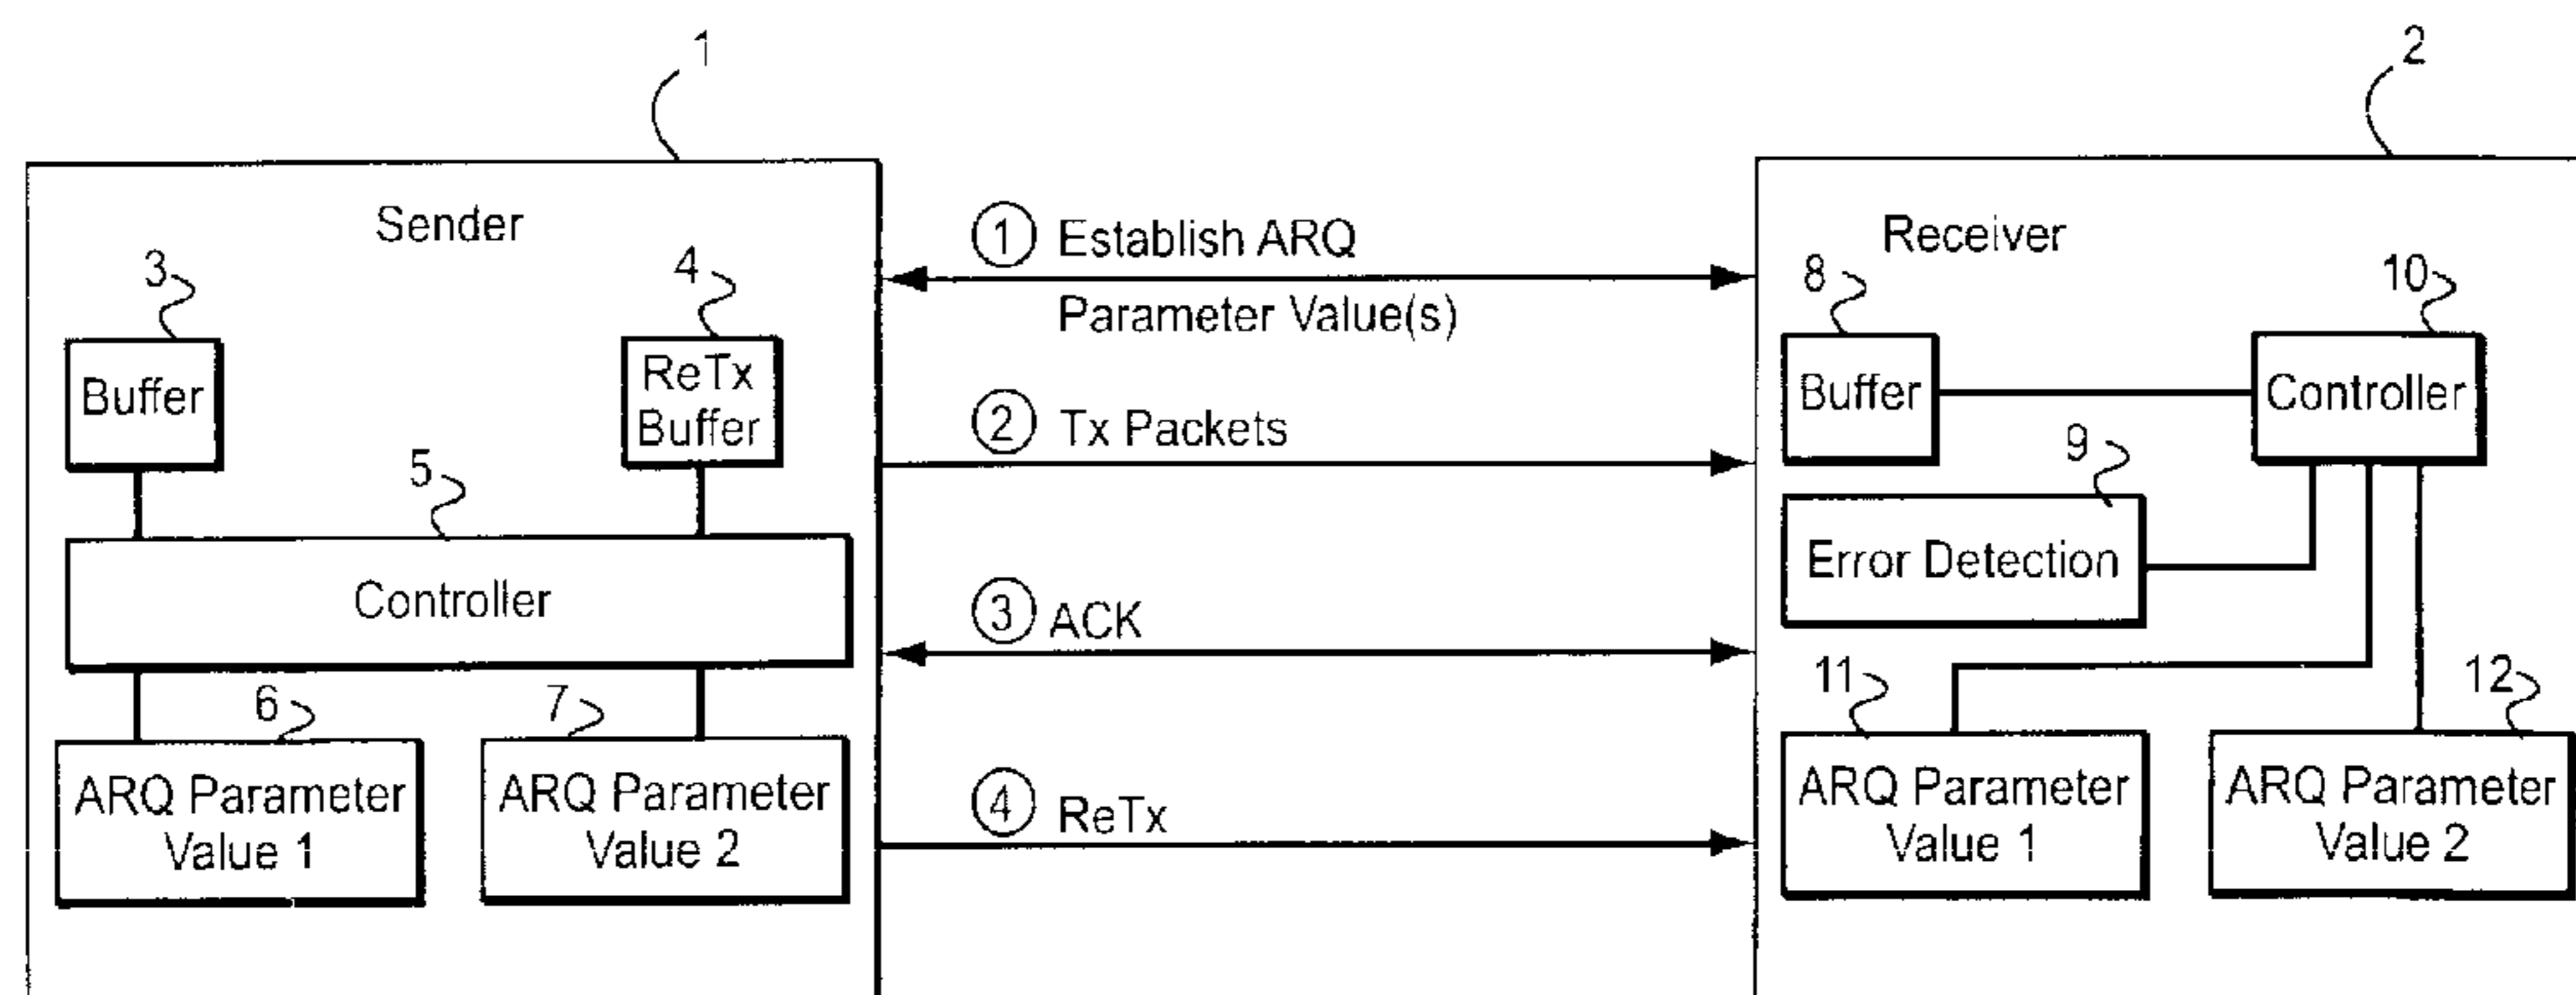 1
2
Sender
3
4
Buffer
ReTx
Buffer
5
Controller
6
7
ARQ Parameter
Value 1
ARQ Parameter
Value 2
① Establish ARQ
Parameter Value(s)
② Tx Packets
③ ACK
④ ReTx
Receiver
8
10
Buffer
Controller
9
Error Detection
11
12
ARQ Parameter
Value 1
ARQ Parameter
Value 2